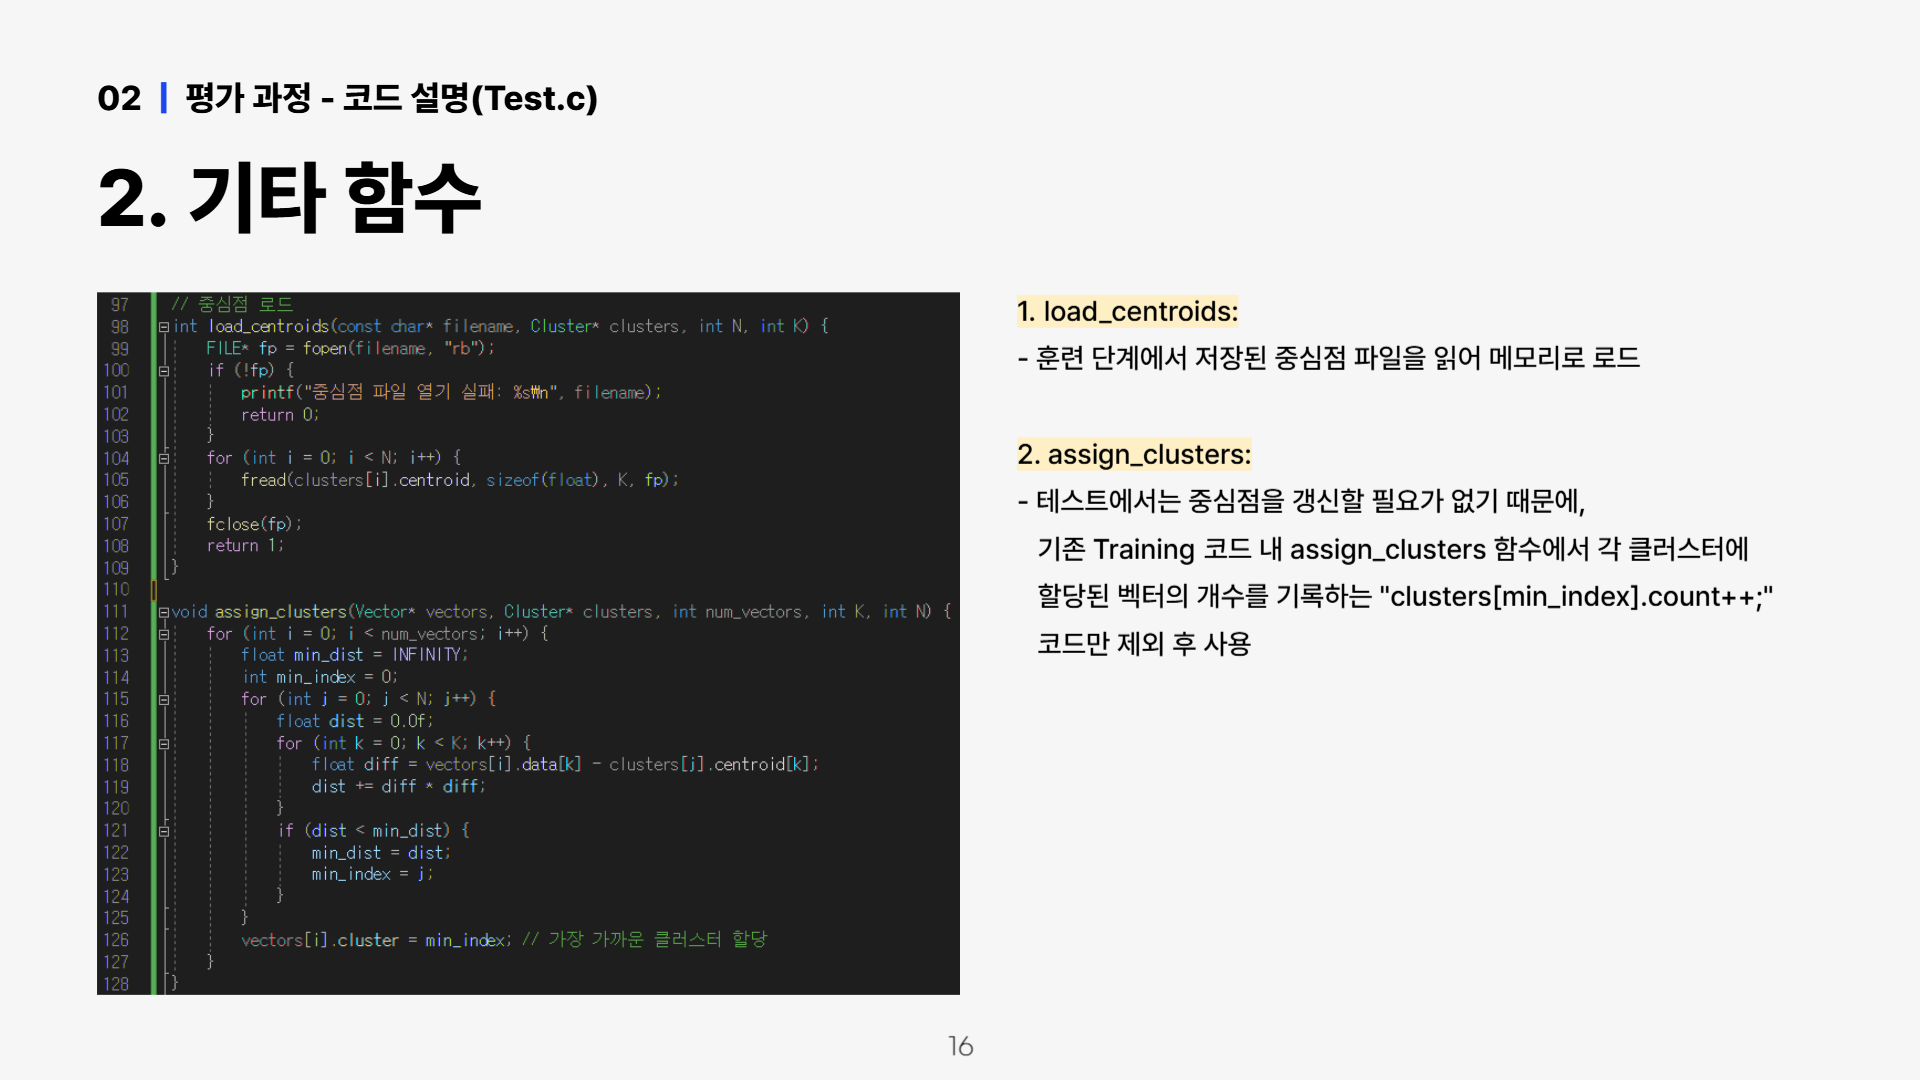 02 | 평가 과정 - 코드 설명(Test.c)
2. 기타 함수
97 // 중심점 로드
98 int load_centroids(const char* filename, Cluster* clusters, int N, int K) {
99 FILE* fp = fopen(filename, "rb");
100 if (!fp) {
101 printf("중심점 파일 열기 실패: %s₩n", filename);
102 return 0;
103 }
104 for (int i = 0; i < N; i++) {
105 fread(clusters[i].centroid, sizeof(float), K, fp);
106 }
107 fclose(fp);
108 return 1;
109 }
110
111 void assign_clusters(Vector* vectors, Cluster* clusters, int num_vectors, int K, int N) {
112 for (int i = 0; i < num_vectors; i++) {
113 float min_dist = INFINITY;
114 int min_index = 0;
115 for (int j = 0; j < N; j++) {
116 float dist = 0.0f;
117 for (int k = 0; k < K; k++) {
118 float diff = vectors[i].data[k] - clusters[j].centroid[k];
119 dist += diff * diff;
120 }
121 if (dist < min_dist) {
122 min_dist = dist;
123 min_index = j;
124 }
125 }
126 vectors[i].cluster = min_index; // 가장 가까운 클러스터 할당
127 }
128 }
1. load_centroids:
- 훈련 단계에서 저장된 중심점 파일을 읽어 메모리로 로드
2. assign_clusters:
- 테스트에서는 중심점을 갱신할 필요가 없기 때문에,
기존 Training 코드 내 assign_clusters 함수에서 각 클러스터에
할당된 벡터의 개수를 기록하는 "clusters[min_index].count++;"
코드만 제외 후 사용
16